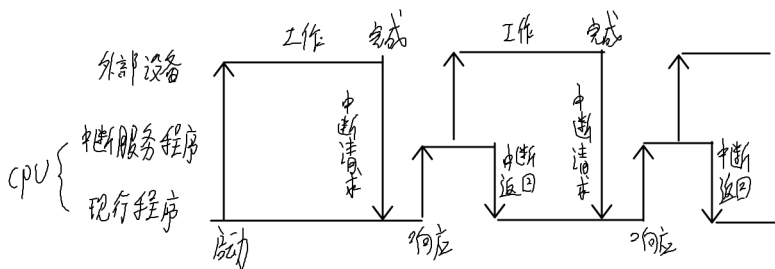 工作 完成 工作 完成
外部设备
中断请求
中断请求
CPU
中断服务程序
中断返回
中断返回
现行程序
启动 响应 响应